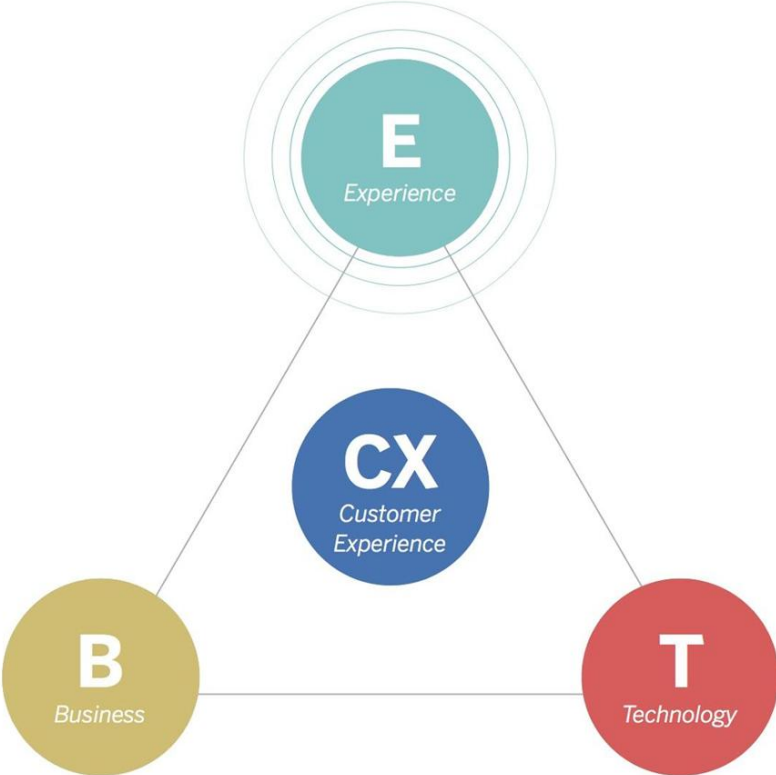 E
Experience
CX
Customer
Experience
B
Business
T
Technology